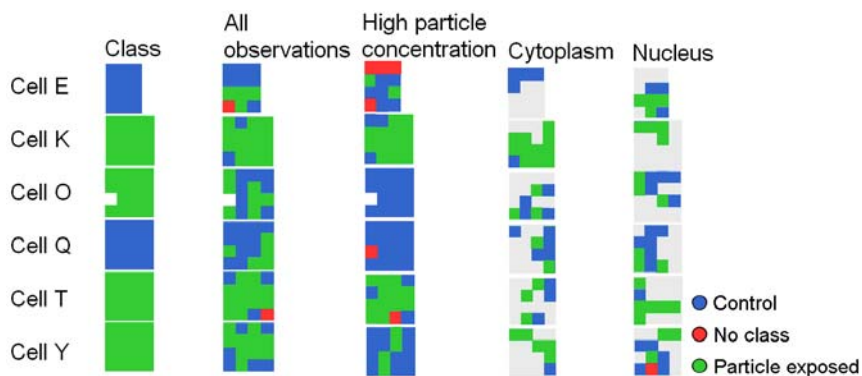 Class
All
observations
High particle
concentration
Cytoplasm
Nucleus
Cell E
Cell K
Cell O
Cell Q
Cell T
Cell Y
Control
No class
Particle exposed